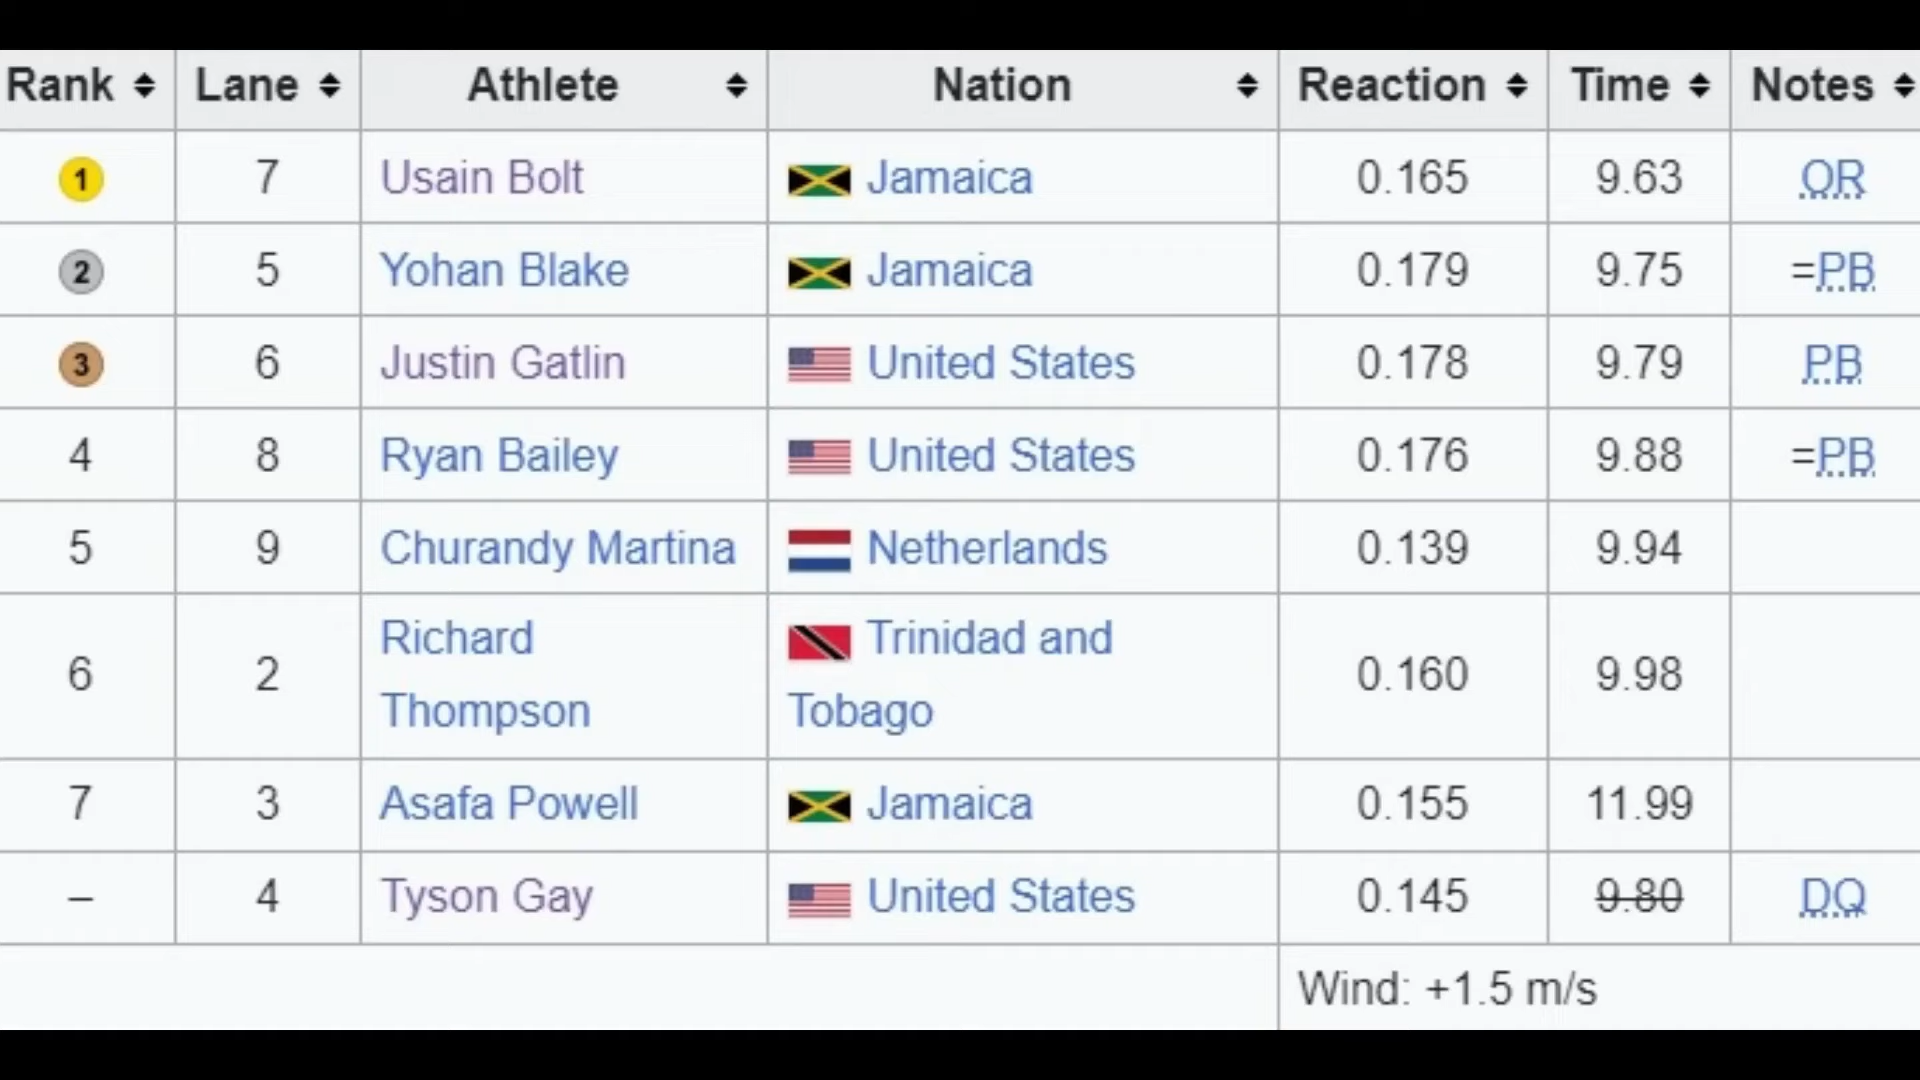 Rank Lane Athlete Nation Reaction Time Notes
1 7 Usain Bolt Jamaica 0.165 9.63 OR
2 5 Yohan Blake Jamaica 0.179 9.75 =PB
3 6 Justin Gatlin United States 0.178 9.79 PB
4 8 Ryan Bailey United States 0.176 9.88 =PB
5 9 Churandy Martina Netherlands 0.139 9.94
6 2 Richard Thompson Trinidad and Tobago 0.160 9.98
7 3 Asafa Powell Jamaica 0.155 11.99
– 4 Tyson Gay United States 0.145 9.80 DQ
Wind: +1.5 m/s